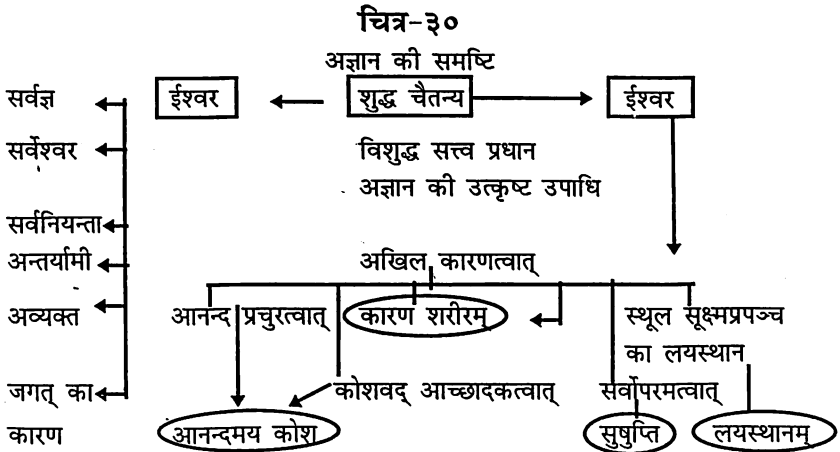 चित्र-३०
अज्ञान की समष्टि
सर्वज्ञ ईश्वर शुद्ध चैतन्य ईश्वर
सर्वेश्वर विशुद्ध सत्त्व प्रधान
अज्ञान की उत्कृष्ट उपाधि
सर्वनियन्ता
अन्तर्यामी अखिल कारणत्वात्
अव्यक्त आनन्द प्रचुरत्वात् कारण शरीरम् स्थूल सूक्ष्मप्रपञ्च
का लयस्थान
जगत् का कोशवद् आच्छादकत्वात् सर्वोपरमत्वात्
कारण आनन्दमय कोश सुषुप्ति लयस्थानम्